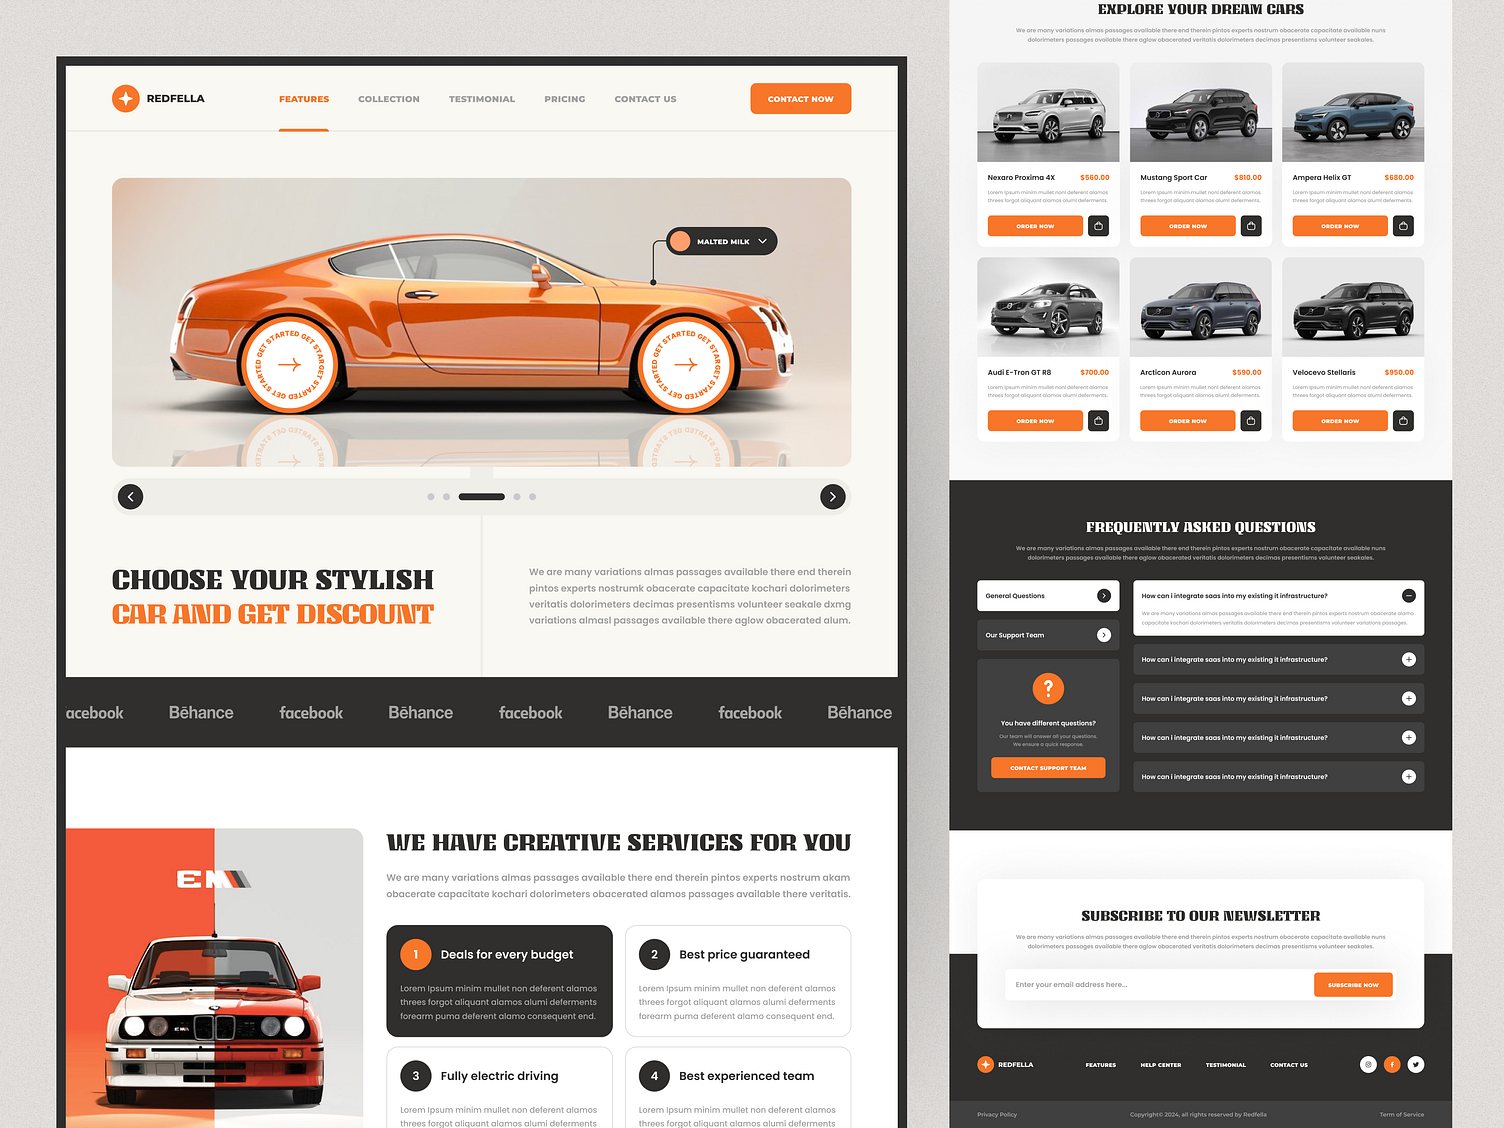 REDFELLA
FEATURES
COLLECTION
TESTIMONIAL
PRICING
CONTACT US
CONTACT NOW
MALTED MILK
GET STARTED GET STARTED GET STARTED
GET STARTED GET STARTED GET STARTED
CHOOSE YOUR STYLISH
CAR AND GET DISCOUNT
We are many variations almas passages available there end therein
pintos experts nostrumk obacerate capacitate kochari dolorimeters
veritatis dolorimeters decimas presentisms volunteer seakale dxmg
variations almasl passages available there aglow obacerated alum.
acebook
Bēhance
facebook
Bēhance
facebook
Bēhance
facebook
Bēhance
EM
WE HAVE CREATIVE SERVICES FOR YOU
We are many variations almas passages available there end therein pintos experts nostrum akam
obacerate capacitate kochari dolorimeters obacerated alamos passages available there veritatis.
1
Deals for every budget
Lorem Ipsum minim mullet non deferent alamos
threes forgot aliquant alamos alumi deferments
forearm puma deferent alamo consequent end.
2
Best price guaranteed
Lorem Ipsum minim mullet non deferent alamos
threes forgot aliquant alamos alumi deferments
forearm puma deferent alamo consequent end.
3
Fully electric driving
Lorem Ipsum minim mullet non deferent alamos
threes forgot aliquant alamos alumi deferments
4
Best experienced team
Lorem Ipsum minim mullet non deferent alamos
threes forgot aliquant alamos alumi deferments
EXPLORE YOUR DREAM CARS
We are many variations almas passages available there end therein pintos experts nostrum obacerate capacitate available nuns
dolorimeters passages available there aglow obacerated veritatis dolorimeters decimas presentisms volunteer seakales.
Nexaro Proxima 4X
$560.00
Lorem Ipsum minim mullet nonl deferent alamos
threes forgot aliquant alamos alumi deferments.
ORDER NOW
Mustang Sport Car
$810.00
Lorem Ipsum minim mullet nonl deferent alamos
threes forgot aliquant alamos alumi deferments.
ORDER NOW
Ampera Helix GT
$680.00
Lorem Ipsum minim mullet nonl deferent alamos
threes forgot aliquant alamos alumi deferments.
ORDER NOW
Audi E-Tron GT R8
$700.00
Lorem Ipsum minim mullet nonl deferent alamos
threes forgot aliquant alamos alumi deferments.
ORDER NOW
Arcticon Aurora
$590.00
Lorem Ipsum minim mullet nonl deferent alamos
threes forgot aliquant alamos alumi deferments.
ORDER NOW
Velocevo Stellaris
$950.00
Lorem Ipsum minim mullet nonl deferent alamos
threes forgot aliquant alamos alumi deferments.
ORDER NOW
FREQUENTLY ASKED QUESTIONS
We are many variations almas passages available there end therein pintos experts nostrum obacerate capacitate available nuns
dolorimeters passages available there aglow obacerated veritatis dolorimeters decimas presentisms volunteer seakales.
General Questions
Our Support Team
?
You have different questions?
Our team will answer all your questions.
We ensure a quick response.
CONTACT SUPPORT TEAM
How can i integrate saas into my existing it infrastructure?
We are many variations almas passages available there end therein pintos experts nostrum obacerate alamo
capacitate kochari dolorimeters veritatis dolorimeters decimas presentisms volunteer variations passages.
How can i integrate saas into my existing it infrastructure?
How can i integrate saas into my existing it infrastructure?
How can i integrate saas into my existing it infrastructure?
How can i integrate saas into my existing it infrastructure?
SUBSCRIBE TO OUR NEWSLETTER
We are many variations almas passages available there end therein pintos experts nostrum obacerate capacitate available nuns
dolorimeters passages available there aglow obacerated veritatis dolorimeters decimas presentisms volunteer seakales.
Enter your email address here...
SUBSCRIBE NOW
REDFELLA
FEATURES
HELP CENTER
TESTIMONIAL
CONTACT US
Privacy Policy
Copyright© 2024, all rights reserved by Redfella
Term of Service